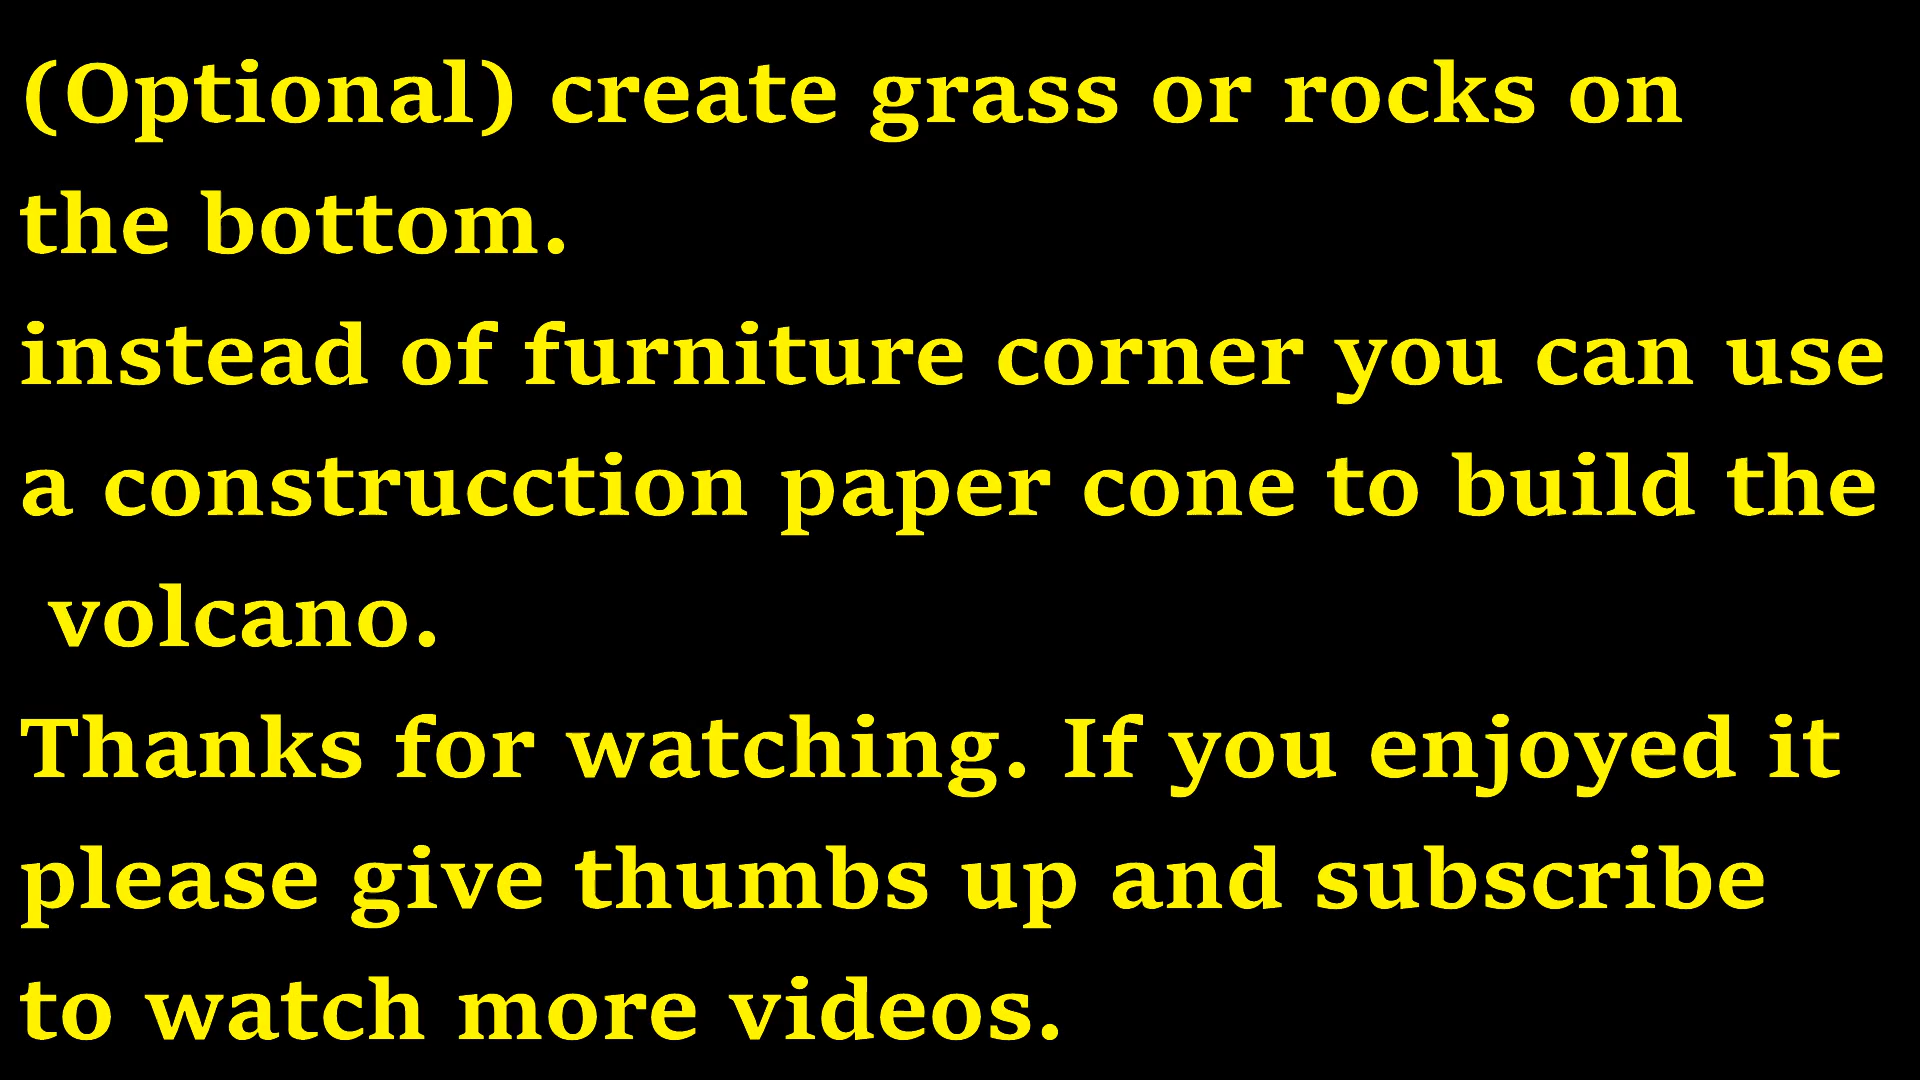 (Optional) create grass or rocks on
the bottom.
instead of furniture corner you can use
a construcction paper cone to build the
volcano.
Thanks for watching. If you enjoyed it
please give thumbs up and subscribe
to watch more videos.